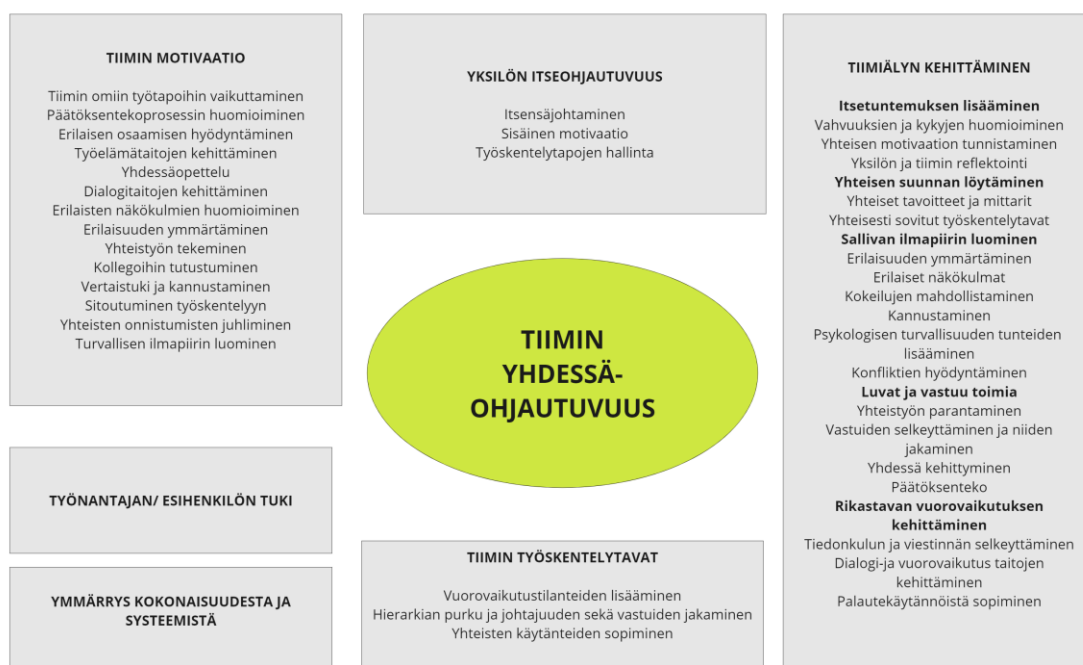 TIIMIN MOTIVAATIO
Tiimin omiin työtapoihin vaikuttaminen
Päätöksentekoprosessin huomioiminen
Erilaisen osaamisen hyödyntäminen
Työelämätaitojen kehittäminen
Yhdessäopettelu
Dialogitaitojen kehittäminen
Erilaisten näkökulmien huomioiminen
Erilaisuuden ymmärtäminen
Yhteistyön tekeminen
Kollegoihin tutustuminen
Vertaistuki ja kannustaminen
Sitoutuminen työskentelyyn
Yhteisten onnistumisten juhliminen
Turvallisen ilmapiirin luominen
YKSILÖN ITSEOHJAUTUVUUS
Itsensäjohtaminen
Sisäinen motivaatio
Työskentelytapojen hallinta
TIIMIÄLYN KEHITTÄMINEN
Itsetuntemuksen lisääminen
Vahvuuksien ja kykyjen huomioiminen
Yhteisen motivaation tunnistaminen
Yksilön ja tiimin reflektointi
Yhteisen suunnan löytäminen
Yhteiset tavoitteet ja mittarit
Yhteisesti sovitut työskentelytavat
Sallivan ilmapiirin luominen
Erilaisuuden ymmärtäminen
Erilaiset näkökulmat
Kokeilujen mahdollistaminen
Kannustaminen
Psykologisen turvallisuuden tunteiden
lisääminen
Konfliktien hyödyntäminen
Luvat ja vastuu toimia
Yhteistyön parantaminen
Vastuiden selkeyttäminen ja niiden
jakaminen
Yhdessä kehittyminen
Päätöksenteko
Rikastavan vuorovaikutuksen
kehittäminen
Tiedonkulun ja viestinnän selkeyttäminen
Dialogi-ja vuorovaikutus taitojen
kehittäminen
Palautekäytännöistä sopiminen
TIIMIN
YHDESSÄ-
OHJAUTUVUUS
TYÖNANTAJAN/ ESIHENKILÖN TUKI
YMMÄRRYS KOKONAISUUDESTA JA
SYSTEEMISTÄ
TIIMIN TYÖSKENTELYTAVAT
Vuorovaikutustilanteiden lisääminen
Hierarkian purku ja johtajuuden sekä vastuiden jakaminen
Yhteisten käytänteiden sopiminen